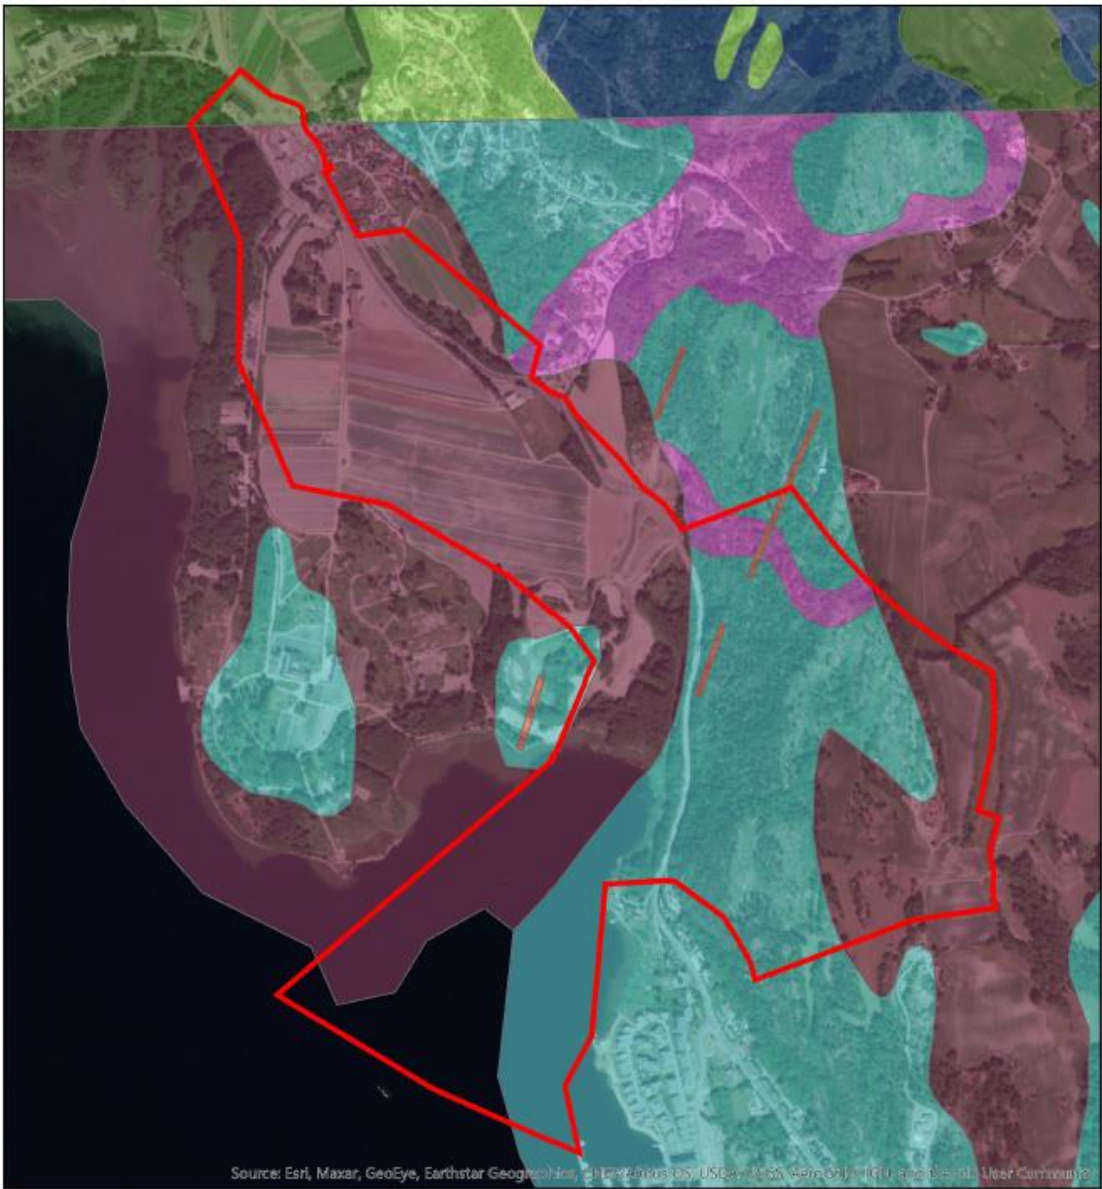 Source: Esri, Maxar, GeoEye, Earthstar Geographics, CNES/Airbus DS, USDA, USGS, AeroGRID, IGN, and the GIS User Community